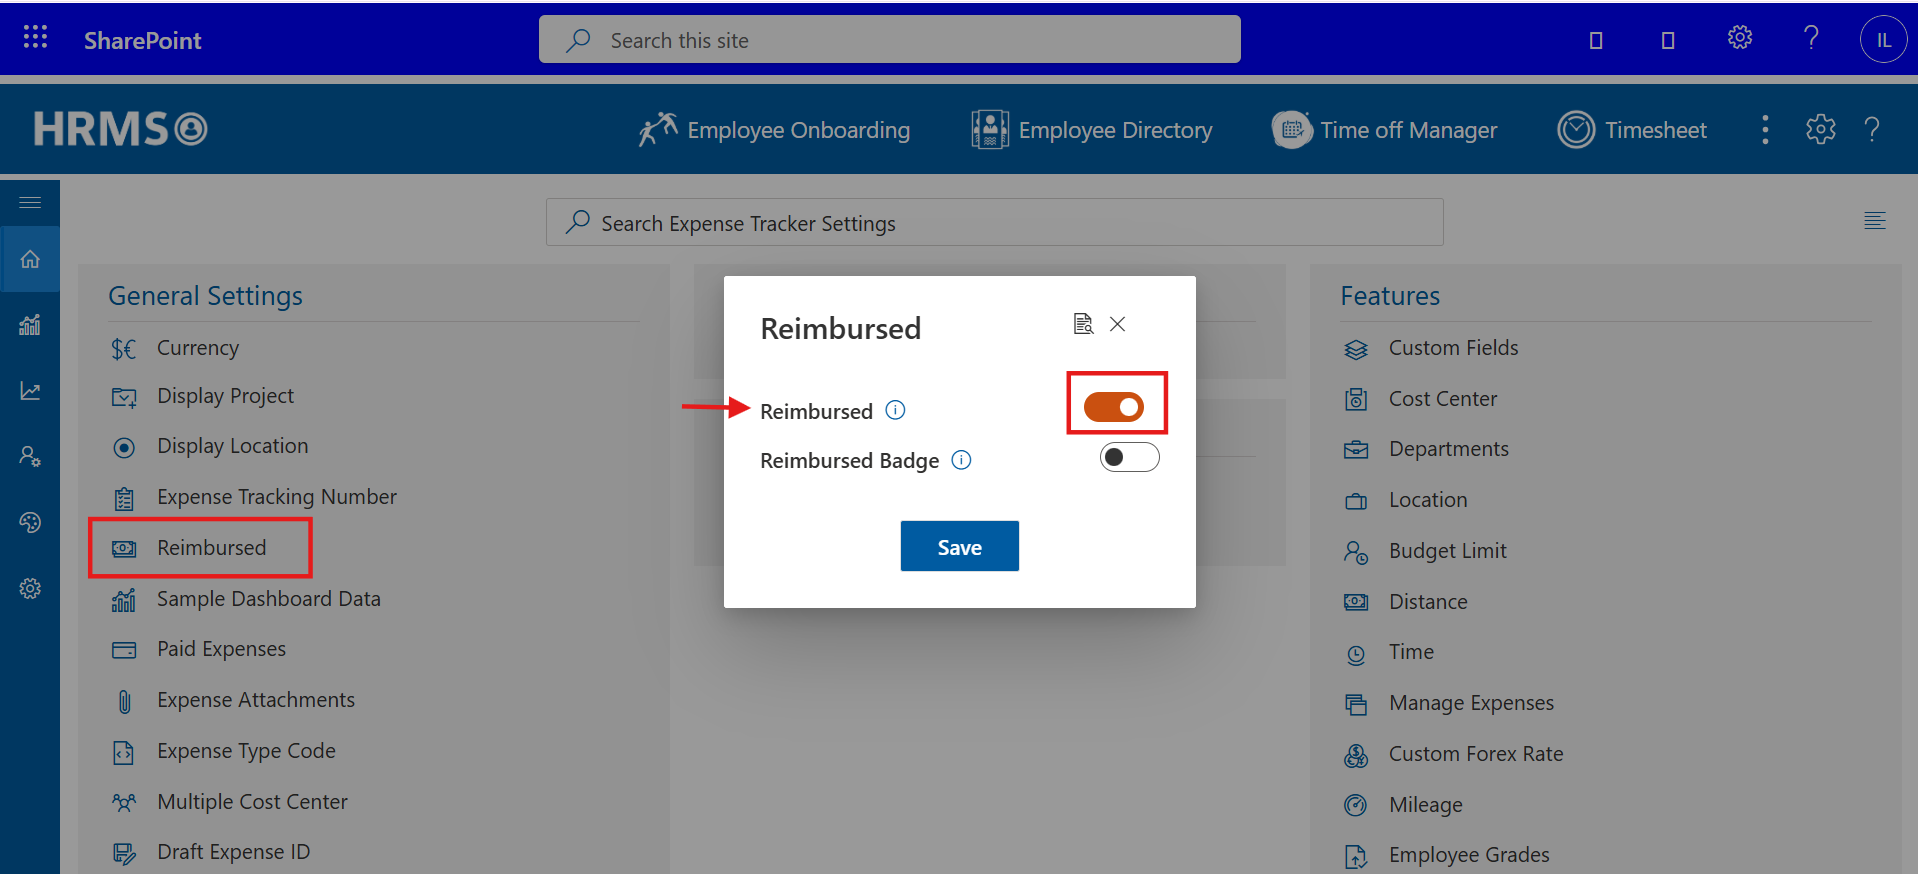 SharePoint
Search this site
IL
HRMS
Employee Onboarding
Employee Directory
Time off Manager
Timesheet
Search Expense Tracker Settings
General Settings
Currency
Display Project
Display Location
Expense Tracking Number
Reimbursed
Sample Dashboard Data
Paid Expenses
Expense Attachments
Expense Type Code
Multiple Cost Center
Draft Expense ID
Reimbursed
Reimbursed
Reimbursed Badge
Save
Features
Custom Fields
Cost Center
Departments
Location
Budget Limit
Distance
Time
Manage Expenses
Custom Forex Rate
Mileage
Employee Grades